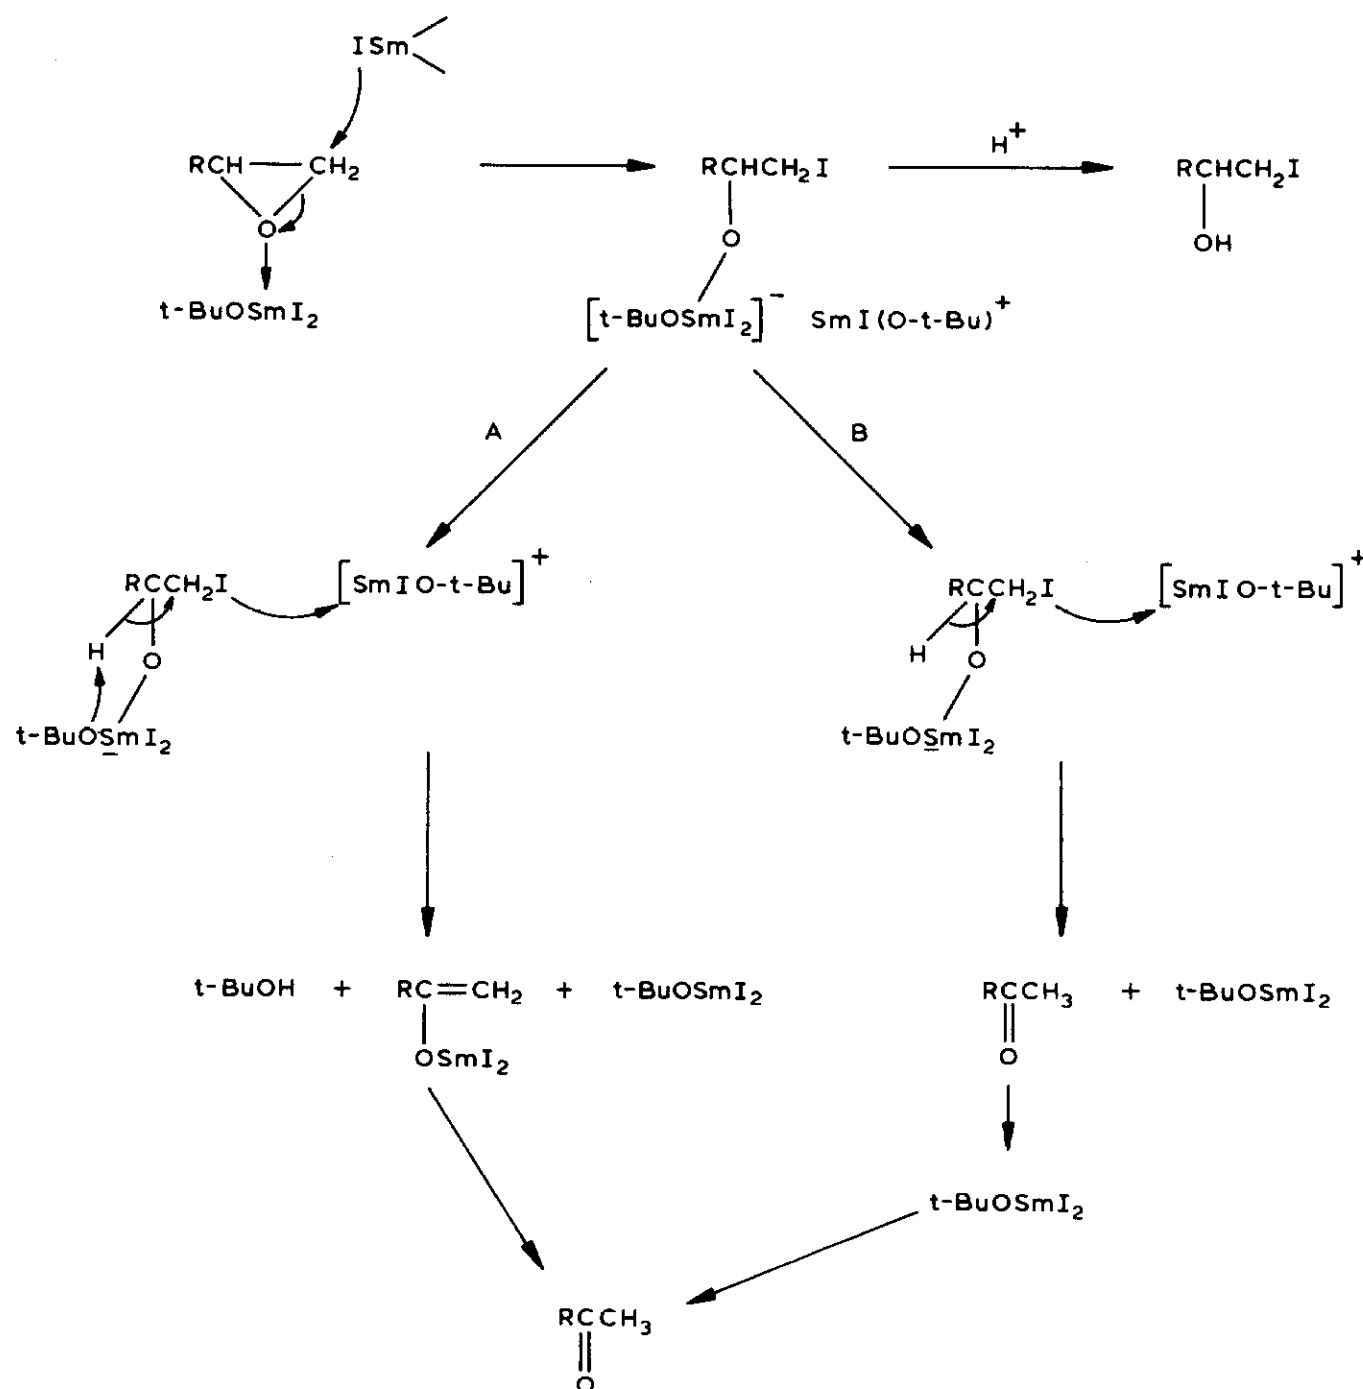 ISm
RCH CH2
O
t-BuOSmI2
RCHCH2I
O
[t-BuOSmI2]− SmI(O-t-Bu)+
H+
RCHCH2I
OH
A
B
RCCH2I
H
O
t-BuOSmI2
[SmIO-t-Bu]+
RCCH2I
H
O
t-BuOSmI2
[SmIO-t-Bu]+
t-BuOH + RC=CH2 + t-BuOSmI2
OSmI2
RCCH3 + t-BuOSmI2
O
t-BuOSmI2
RCCH3
O